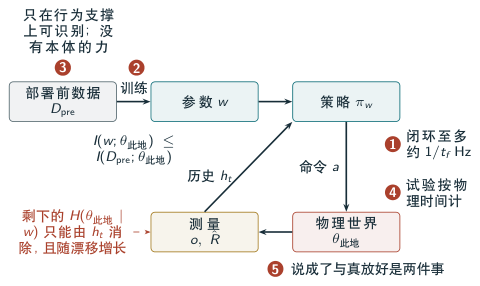 只在行为支撑
上可识别；没
有本体的力
3
2
训练
部署前数据
D_pre
参数 w
策略 π_w
I(w; θ_此地) ≤
I(D_pre; θ_此地)
历史 h_t
命令 a
1 闭环至多
约 1/t_f Hz
4 试验按物
理时间计
剩下的 H(θ_此地 |
w) 只能由 h_t 消
除，且随漂移增长
测量
o, R̂
物理世界
θ_此地
5 说成了与真放好是两件事